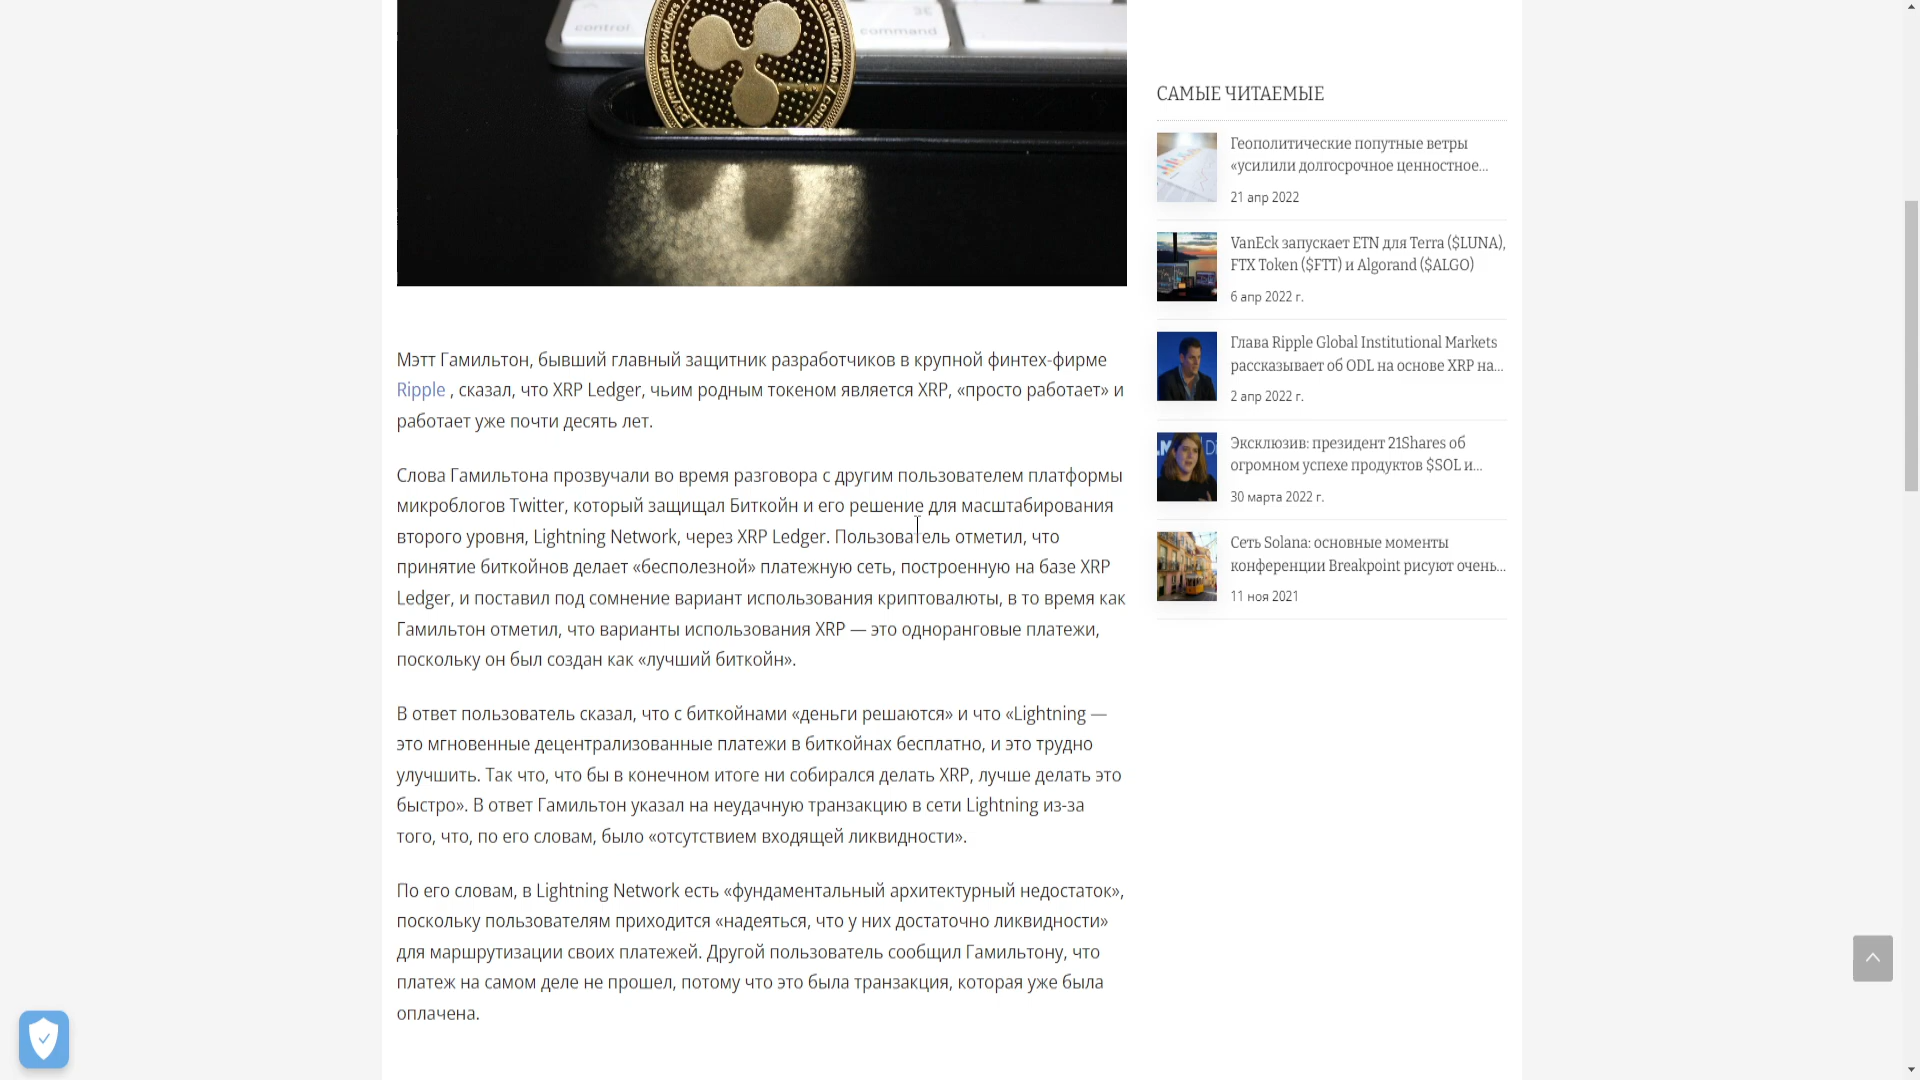 control
3E
command
payment providers
centralization
САМЫЕ ЧИТАЕМЫЕ
Геополитические попутные ветры
«усилили долгосрочное ценностное...
21 апр 2022
VanEck запускает ETN для Terra ($LUNA),
FTX Token ($FTT) и Algorand ($ALGO)
6 апр 2022 г.
Глава Ripple Global Institutional Markets
рассказывает об ODL на основе XRP на...
2 апр 2022 г.
Эксклюзив: президент 21Shares об
огромном успехе продуктов $SOL и...
30 марта 2022 г.
Сеть Solana: основные моменты
конференции Breakpoint рисуют очень...
11 ноя 2021
Мэтт Гамильтон, бывший главный защитник разработчиков в крупной финтех-фирме
Ripple , сказал, что XRP Ledger, чьим родным токеном является XRP, «просто работает» и
работает уже почти десять лет.
Слова Гамильтона прозвучали во время разговора с другим пользователем платформы
микроблогов Twitter, который защищал Биткойн и его решение для масштабирования
второго уровня, Lightning Network, через XRP Ledger. Пользователь отметил, что
принятие биткойнов делает «бесполезной» платежную сеть, построенную на базе XRP
Ledger, и поставил под сомнение вариант использования криптовалюты, в то время как
Гамильтон отметил, что варианты использования XRP — это одноранговые платежи,
поскольку он был создан как «лучший биткойн».
В ответ пользователь сказал, что с биткойнами «деньги решаются» и что «Lightning —
это мгновенные децентрализованные платежи в биткойнах бесплатно, и это трудно
улучшить. Так что, что бы в конечном итоге ни собирался делать XRP, лучше делать это
быстро». В ответ Гамильтон указал на неудачную транзакцию в сети Lightning из-за
того, что, по его словам, было «отсутствием входящей ликвидности».
По его словам, в Lightning Network есть «фундаментальный архитектурный недостаток»,
поскольку пользователям приходится «надеяться, что у них достаточно ликвидности»
для маршрутизации своих платежей. Другой пользователь сообщил Гамильтону, что
платеж на самом деле не прошел, потому что это была транзакция, которая уже была
оплачена.